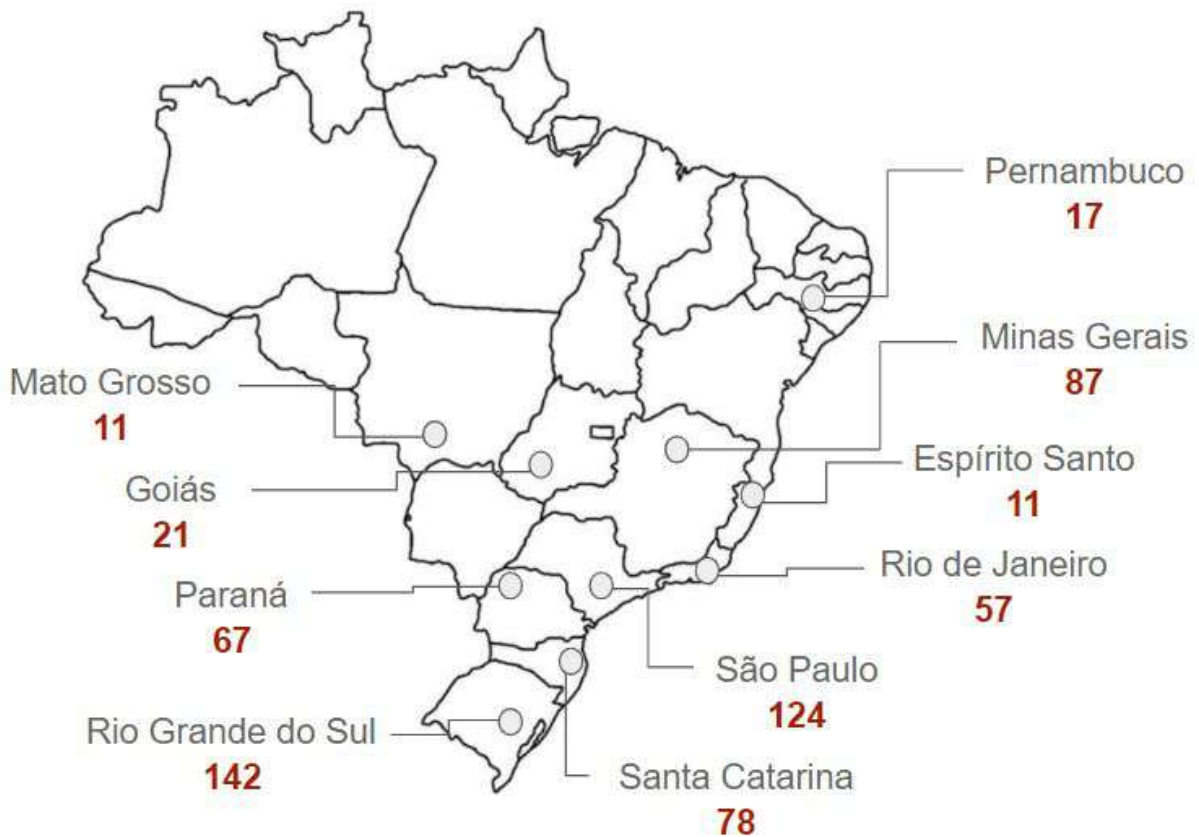 Pernambuco
17
Minas Gerais
87
Mato Grosso
11
Espírito Santo
11
Goiás
21
Rio de Janeiro
57
Paraná
67
São Paulo
124
Rio Grande do Sul
142
Santa Catarina
78